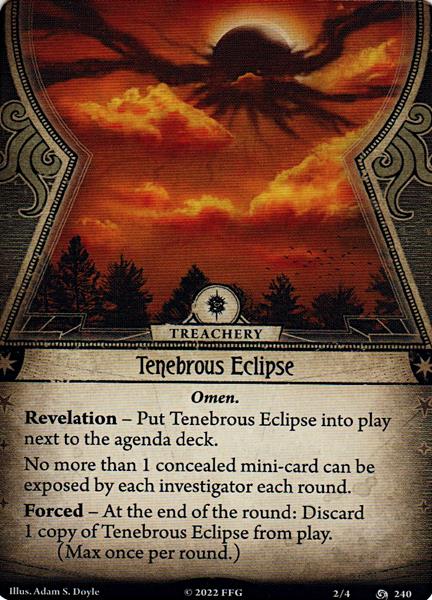 TREACHERY
Tenebrous Eclipse
Omen.
Revelation – Put Tenebrous Eclipse into play
next to the agenda deck.
No more than 1 concealed mini-card can be
exposed by each investigator each round.
Forced – At the end of the round: Discard
1 copy of Tenebrous Eclipse from play.
(Max once per round.)
Illus. Adam S. Doyle © 2022 FFG 2/4 240